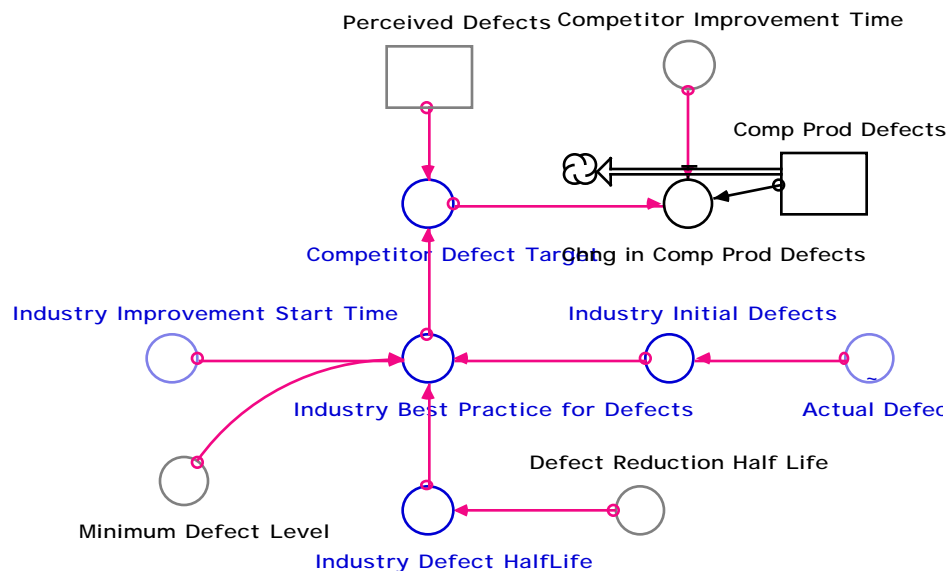 Perceived Defects
Competitor Improvement Time
Comp Prod Defects
Competitor Defect Target
Chng in Comp Prod Defects
Industry Improvement Start Time
Industry Initial Defects
Industry Best Practice for Defects
Actual Defec
~
Defect Reduction Half Life
Minimum Defect Level
Industry Defect HalfLife